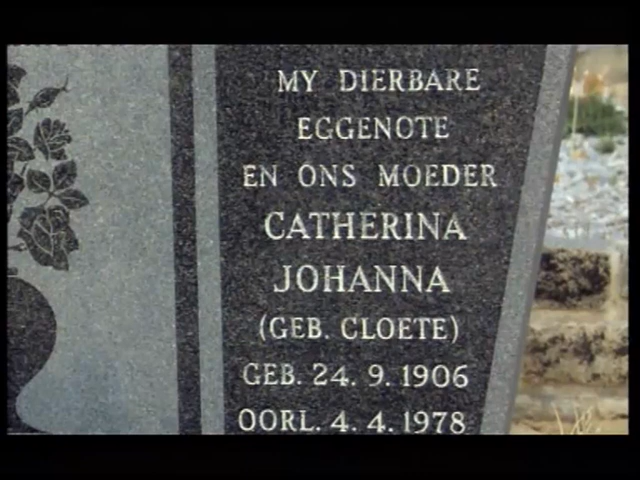 MY DIERBARE
EGGENOTE
EN ONS MOEDER
CATHERINA
JOHANNA
(GEB. CLOETE)
GEB. 24. 9. 1906
OORL. 4. 4. 1978